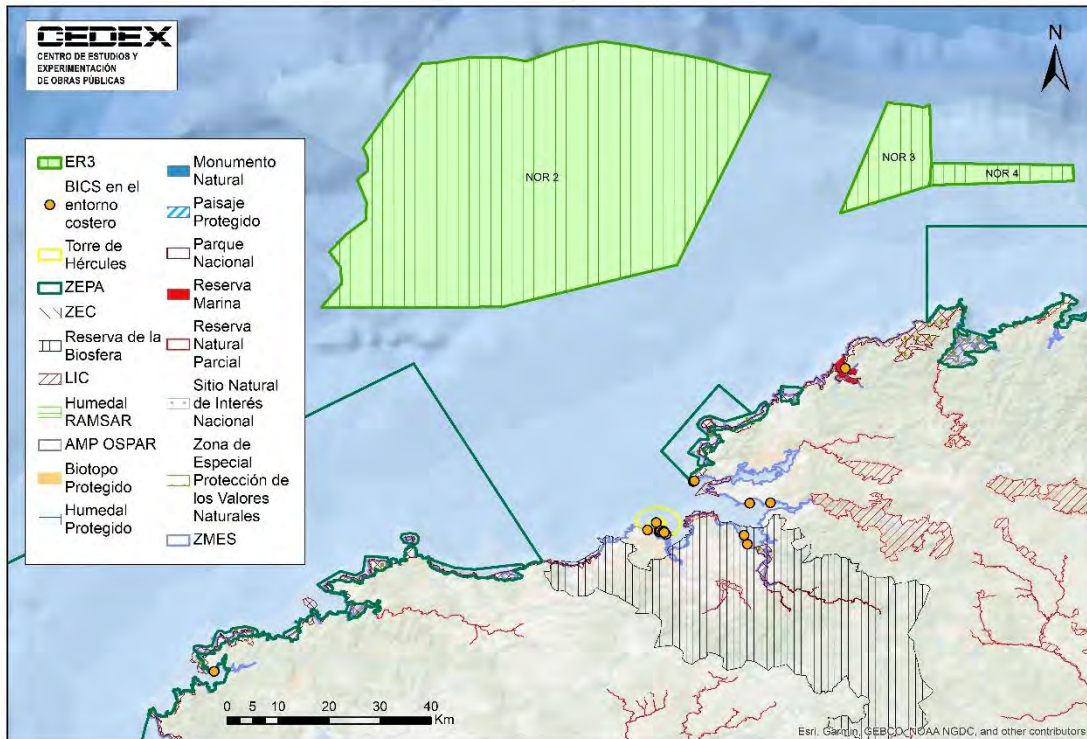 CEDEX
CENTRO DE ESTUDIOS Y
EXPERIMENTACIÓN
DE OBRAS PÚBLICAS
N
NOR 2
NOR 3
NOR 4
ER3
BICS en el
entorno
costero
Torre de
Hércules
ZEPA
ZEC
Reserva de la
Biosfera
LIC
Humedal
RAMSAR
AMP OSPAR
Biotopo
Protegido
Humedal
Protegido
Monumento
Natural
Paisaje
Protegido
Parque
Nacional
Reserva
Marina
Reserva
Natural
Parcial
Sitio Natural
de Interés
Nacional
Zona de
Especial
Protección de
los Valores
Naturales
ZMES
0 5 10 20 30 40
Km
Esri, Garmin, GEBCO, NOAA NGDC, and other contributors